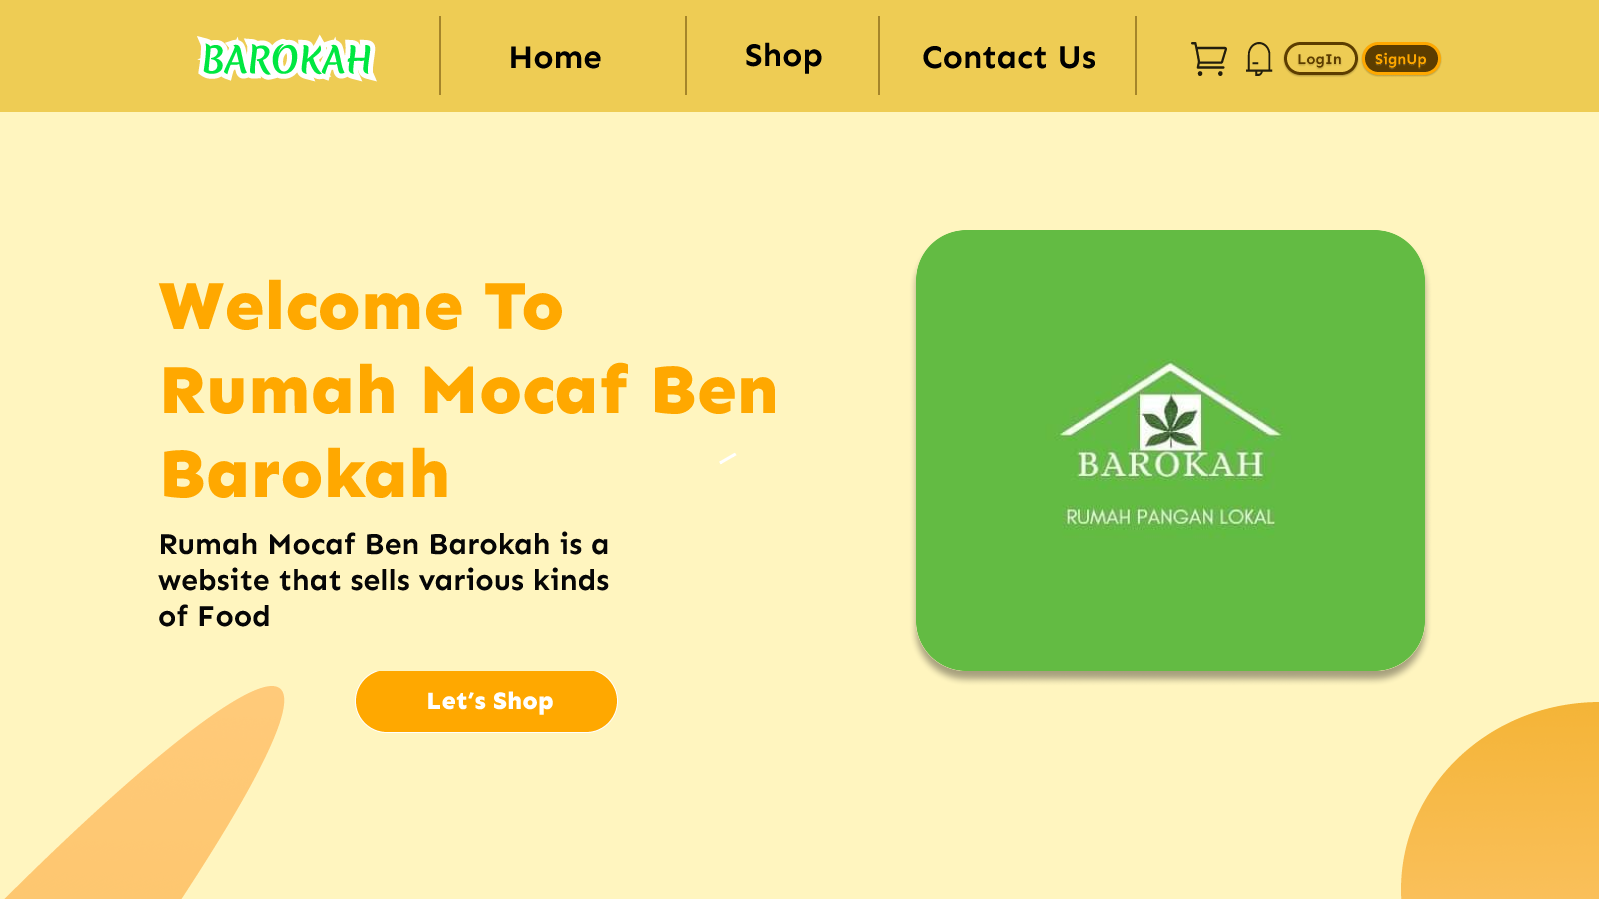 BAROKAH
Home
Shop
Contact Us
LogIn
SignUp
Welcome To
Rumah Mocaf Ben
Barokah
Rumah Mocaf Ben Barokah is a
website that sells various kinds
of Food
Let’s Shop
BAROKAH
RUMAH PANGAN LOKAL